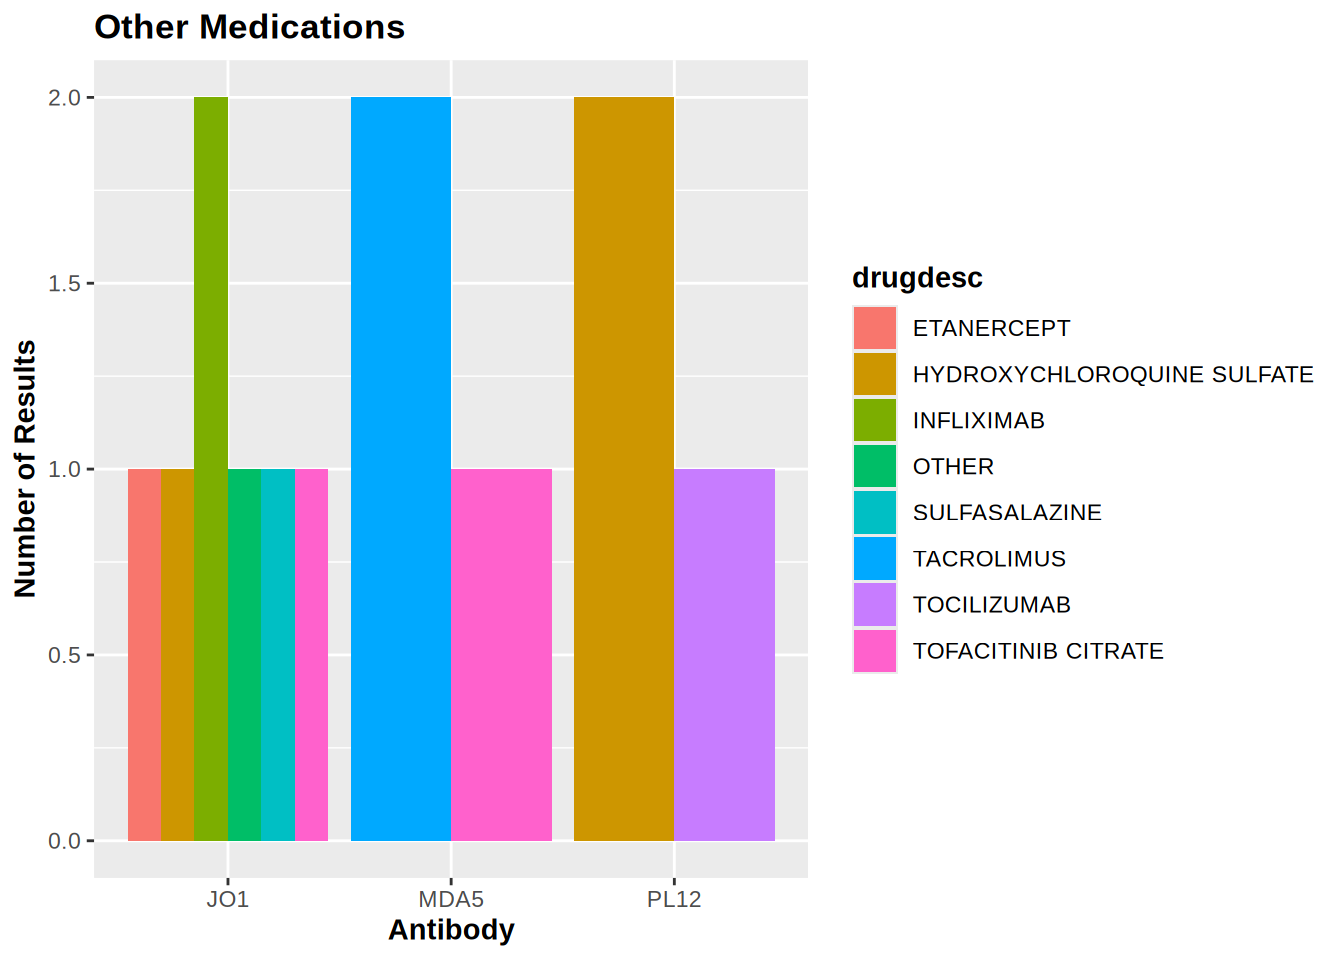 Other Medications
2.0
1.5
1.0
0.5
0.0
Number of Results
JO1
MDA5
PL12
Antibody
drugdesc
ETANERCEPT
HYDROXYCHLOROQUINE SULFATE
INFLIXIMAB
OTHER
SULFASALAZINE
TACROLIMUS
TOCILIZUMAB
TOFACITINIB CITRATE